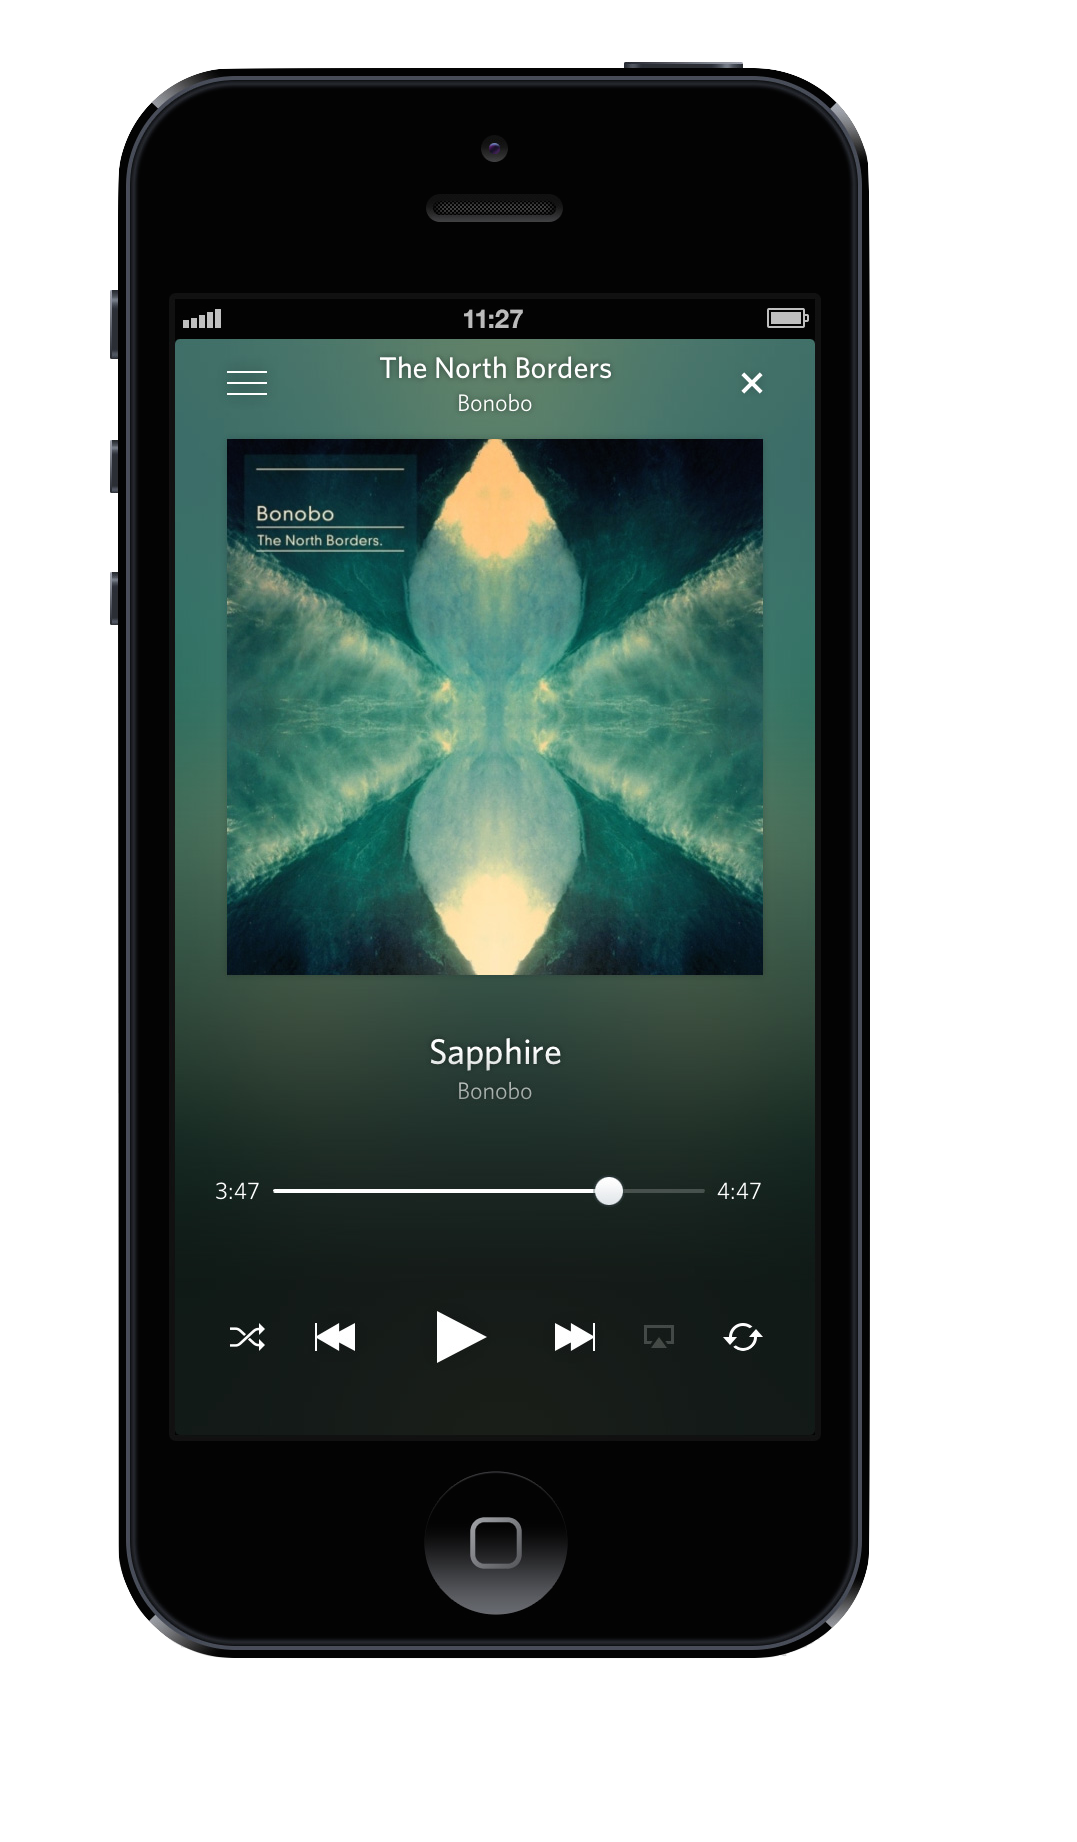 11:27
The North Borders
Bonobo
Bonobo
The North Borders.
Sapphire
Bonobo
3:47
4:47